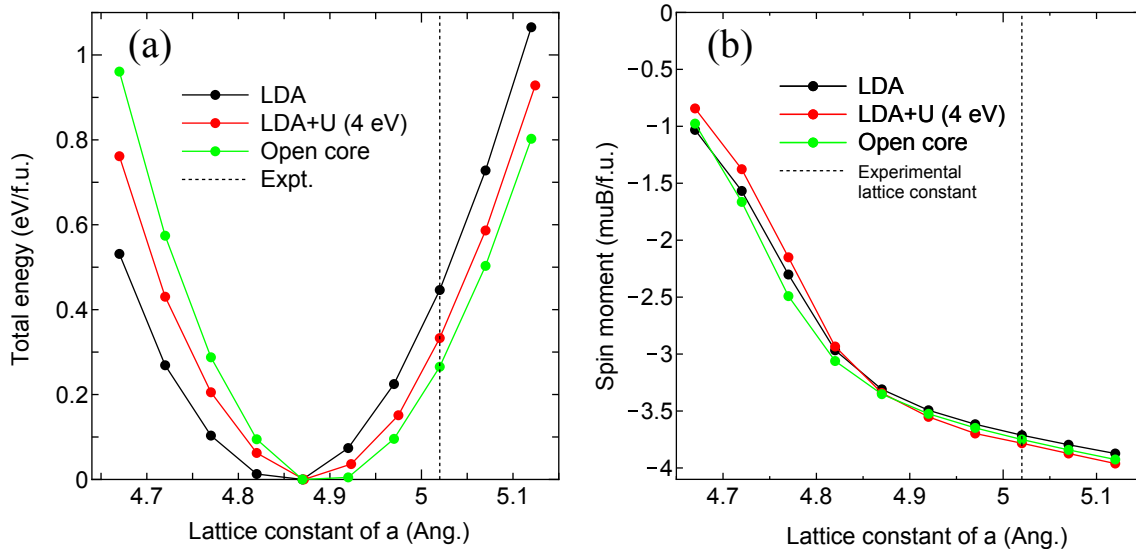 (a)
LDA
LDA+U (4 eV)
Open core
Expt.
Total energy (eV/f.u.)
1
0.8
0.6
0.4
0.2
0
4.7
4.8
4.9
5
5.1
Lattice constant of a (Ang.)
(b)
LDA
LDA+U (4 eV)
Open core
Experimental
lattice constant
Spin moment (muB/f.u.)
0
−0.5
−1
−1.5
−2
−2.5
−3
−3.5
−4
4.7
4.8
4.9
5
5.1
Lattice constant of a (Ang.)